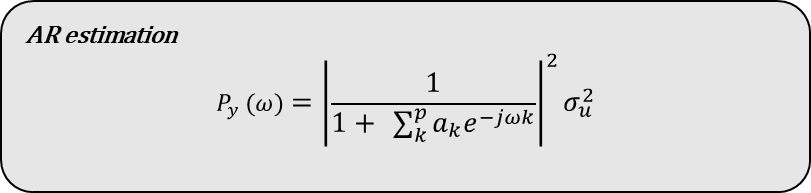 AR estimation
P_y (ω) = | 1 / (1 + ∑_k^p a_k e^{-jωk}) |^2 σ_u^2